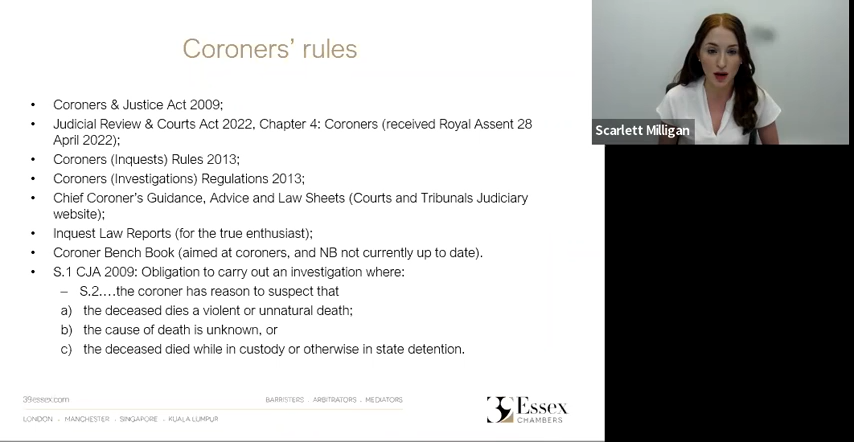 Coroners' rules
• Coroners & Justice Act 2009;
• Judicial Review & Courts Act 2022, Chapter 4: Coroners (received Royal Assent 28
April 2022);
• Coroners (Inquests) Rules 2013;
• Coroners (Investigations) Regulations 2013;
• Chief Coroner's Guidance, Advice and Law Sheets (Courts and Tribunals Judiciary
website);
• Inquest Law Reports (for the true enthusiast);
• Coroner Bench Book (aimed at coroners, and NB not currently up to date).
• S.1 CJA 2009: Obligation to carry out an investigation where:
– S.2….the coroner has reason to suspect that
a) the deceased dies a violent or unnatural death;
b) the cause of death is unknown, or
c) the deceased died while in custody or otherwise in state detention.
39essex.com
BARRISTERS . ARBITRATORS . MEDIATORS
LONDON . MANCHESTER . SINGAPORE . KUALA LUMPUR
39 Essex
CHAMBERS
Scarlett Milligan